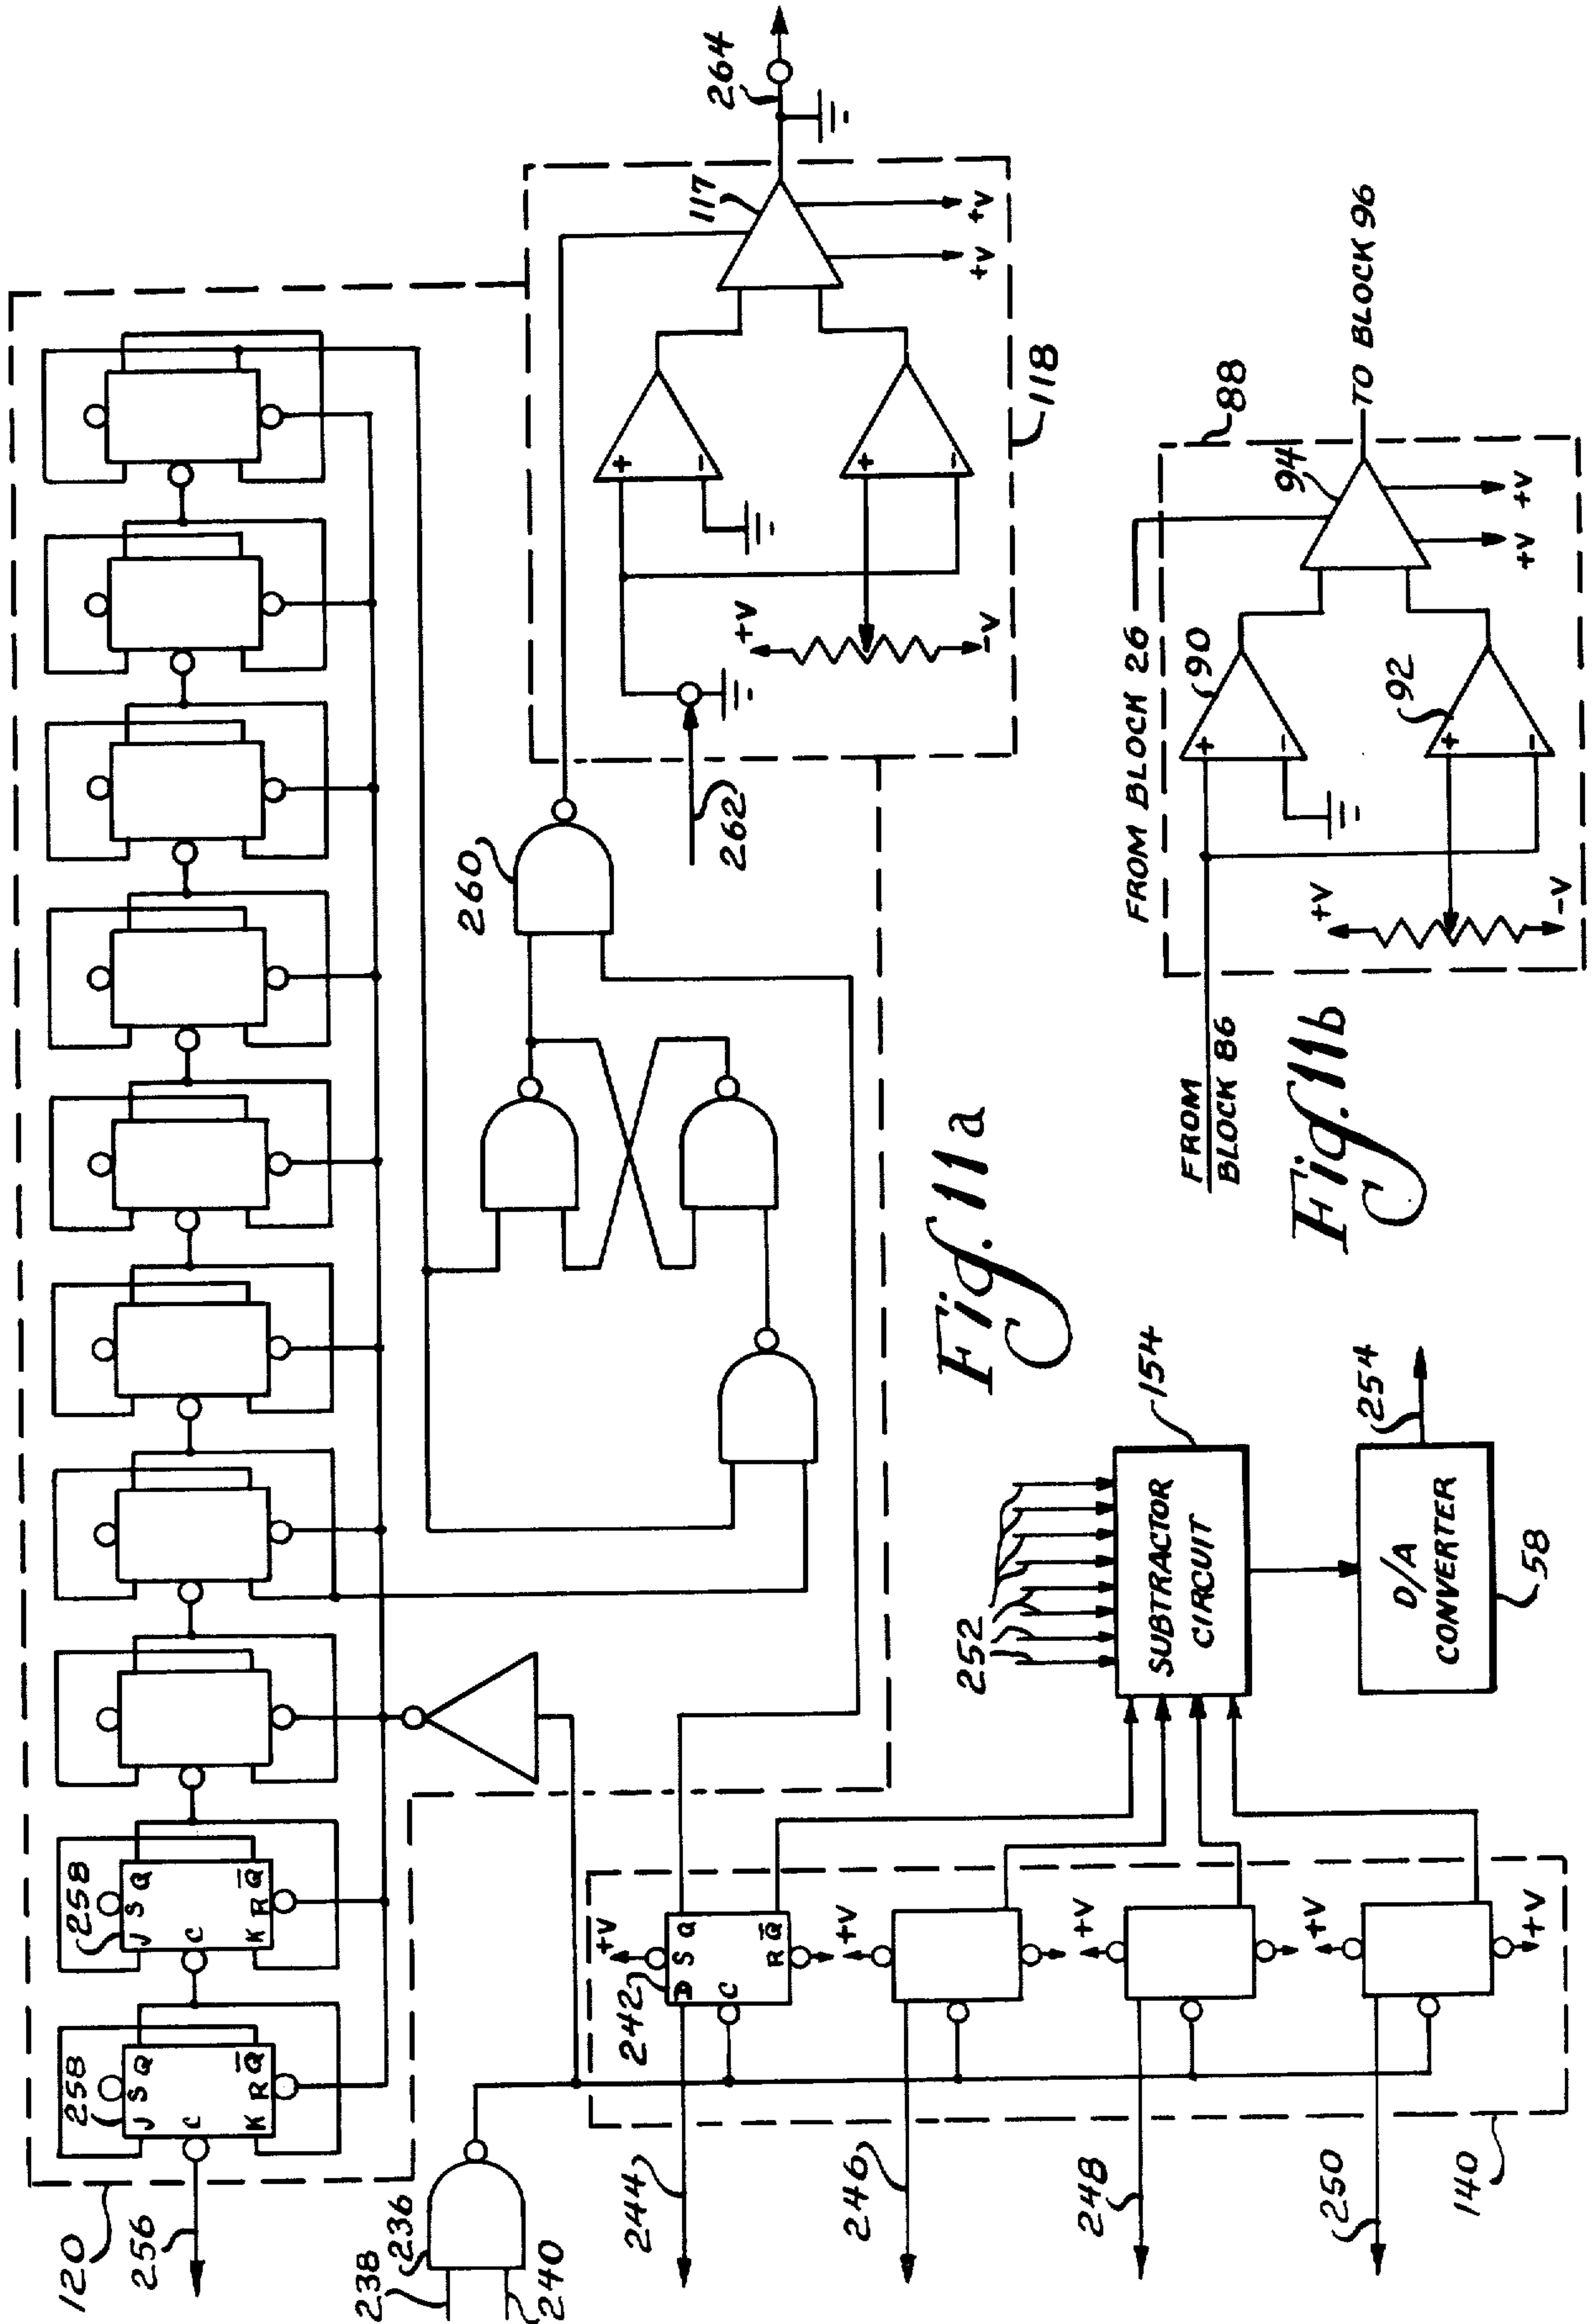 120
256
258
J S Q
C
K R Q̅
258
J S Q
C
K R Q̅
238
236
240
260
262
117
264
+V
+V
+
-
+
-
+V
-V
118
244
242
+V
D S Q
C
R Q̅
246
+V
248
+V
250
+V
+V
140
252
SUBTRACTOR
CIRCUIT
154
D/A
CONVERTER
58
254
Fig. 11a
FROM BLOCK 26
88
FROM
BLOCK 86
90
+
-
92
+
-
94
+V
+V
+V
-V
TO BLOCK 96
Fig. 11b